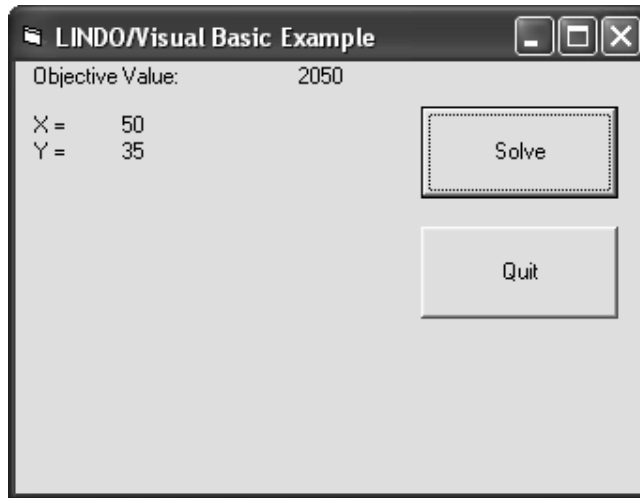 LINDO/Visual Basic Example
Objective Value: 2050
X = 50
Y = 35
Solve
Quit